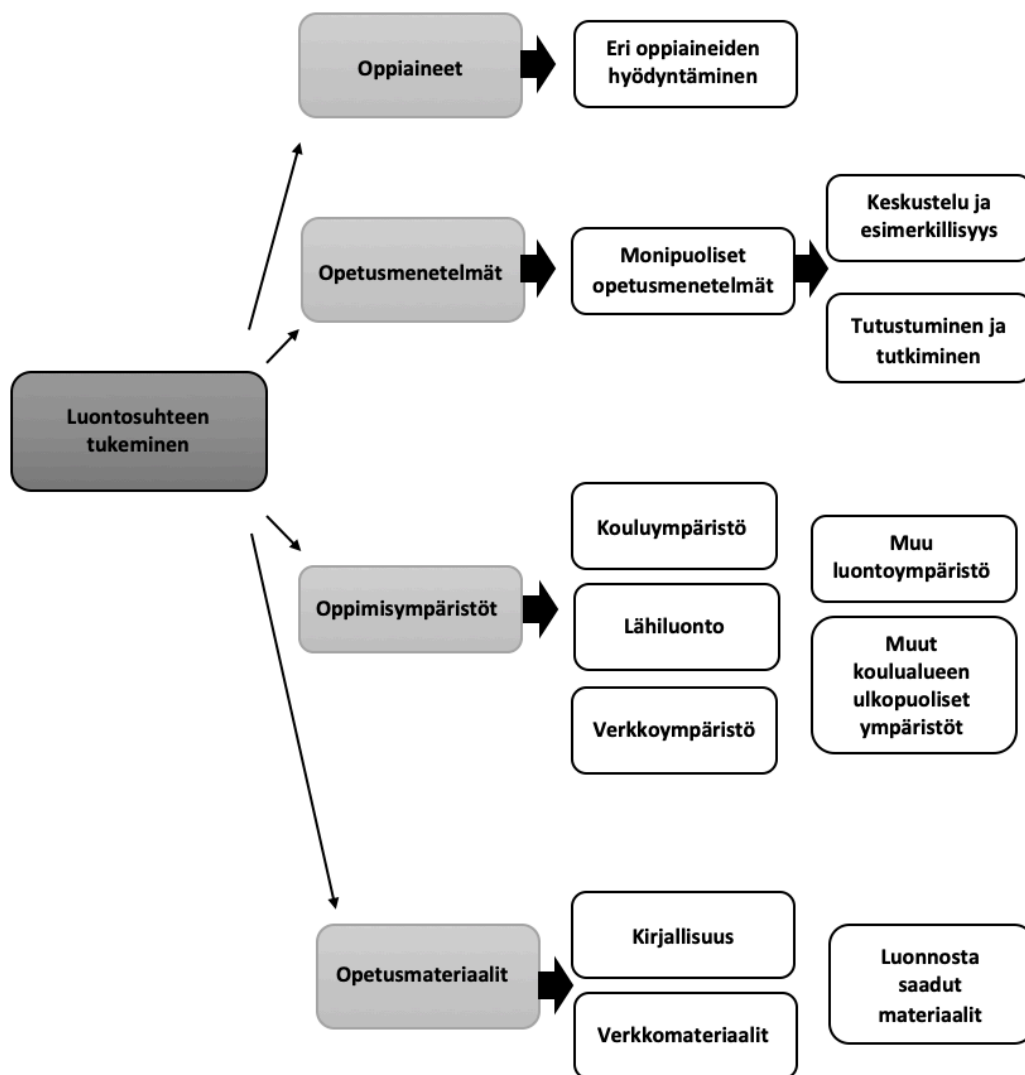 Oppiaineet
Eri oppiaineiden
hyödyntäminen
Opetusmenetelmät
Monipuoliset
opetusmenetelmät
Keskustelu ja
esimerkillisyys
Tutustuminen ja
tutkiminen
Luontosuhteen
tukeminen
Oppimisympäristöt
Kouluympäristö
Lähiluonto
Verkkoympäristö
Muu
luontoympäristö
Muut
koulualueen
ulkopuoliset
ympäristöt
Opetusmateriaalit
Kirjallisuus
Verkkomateriaalit
Luonnosta
saadut
materiaalit